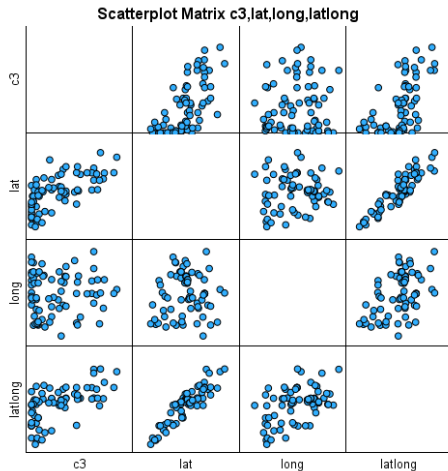 Scatterplot Matrix c3,lat,long,latlong
c3
lat
long
latlong
c3
lat
long
latlong